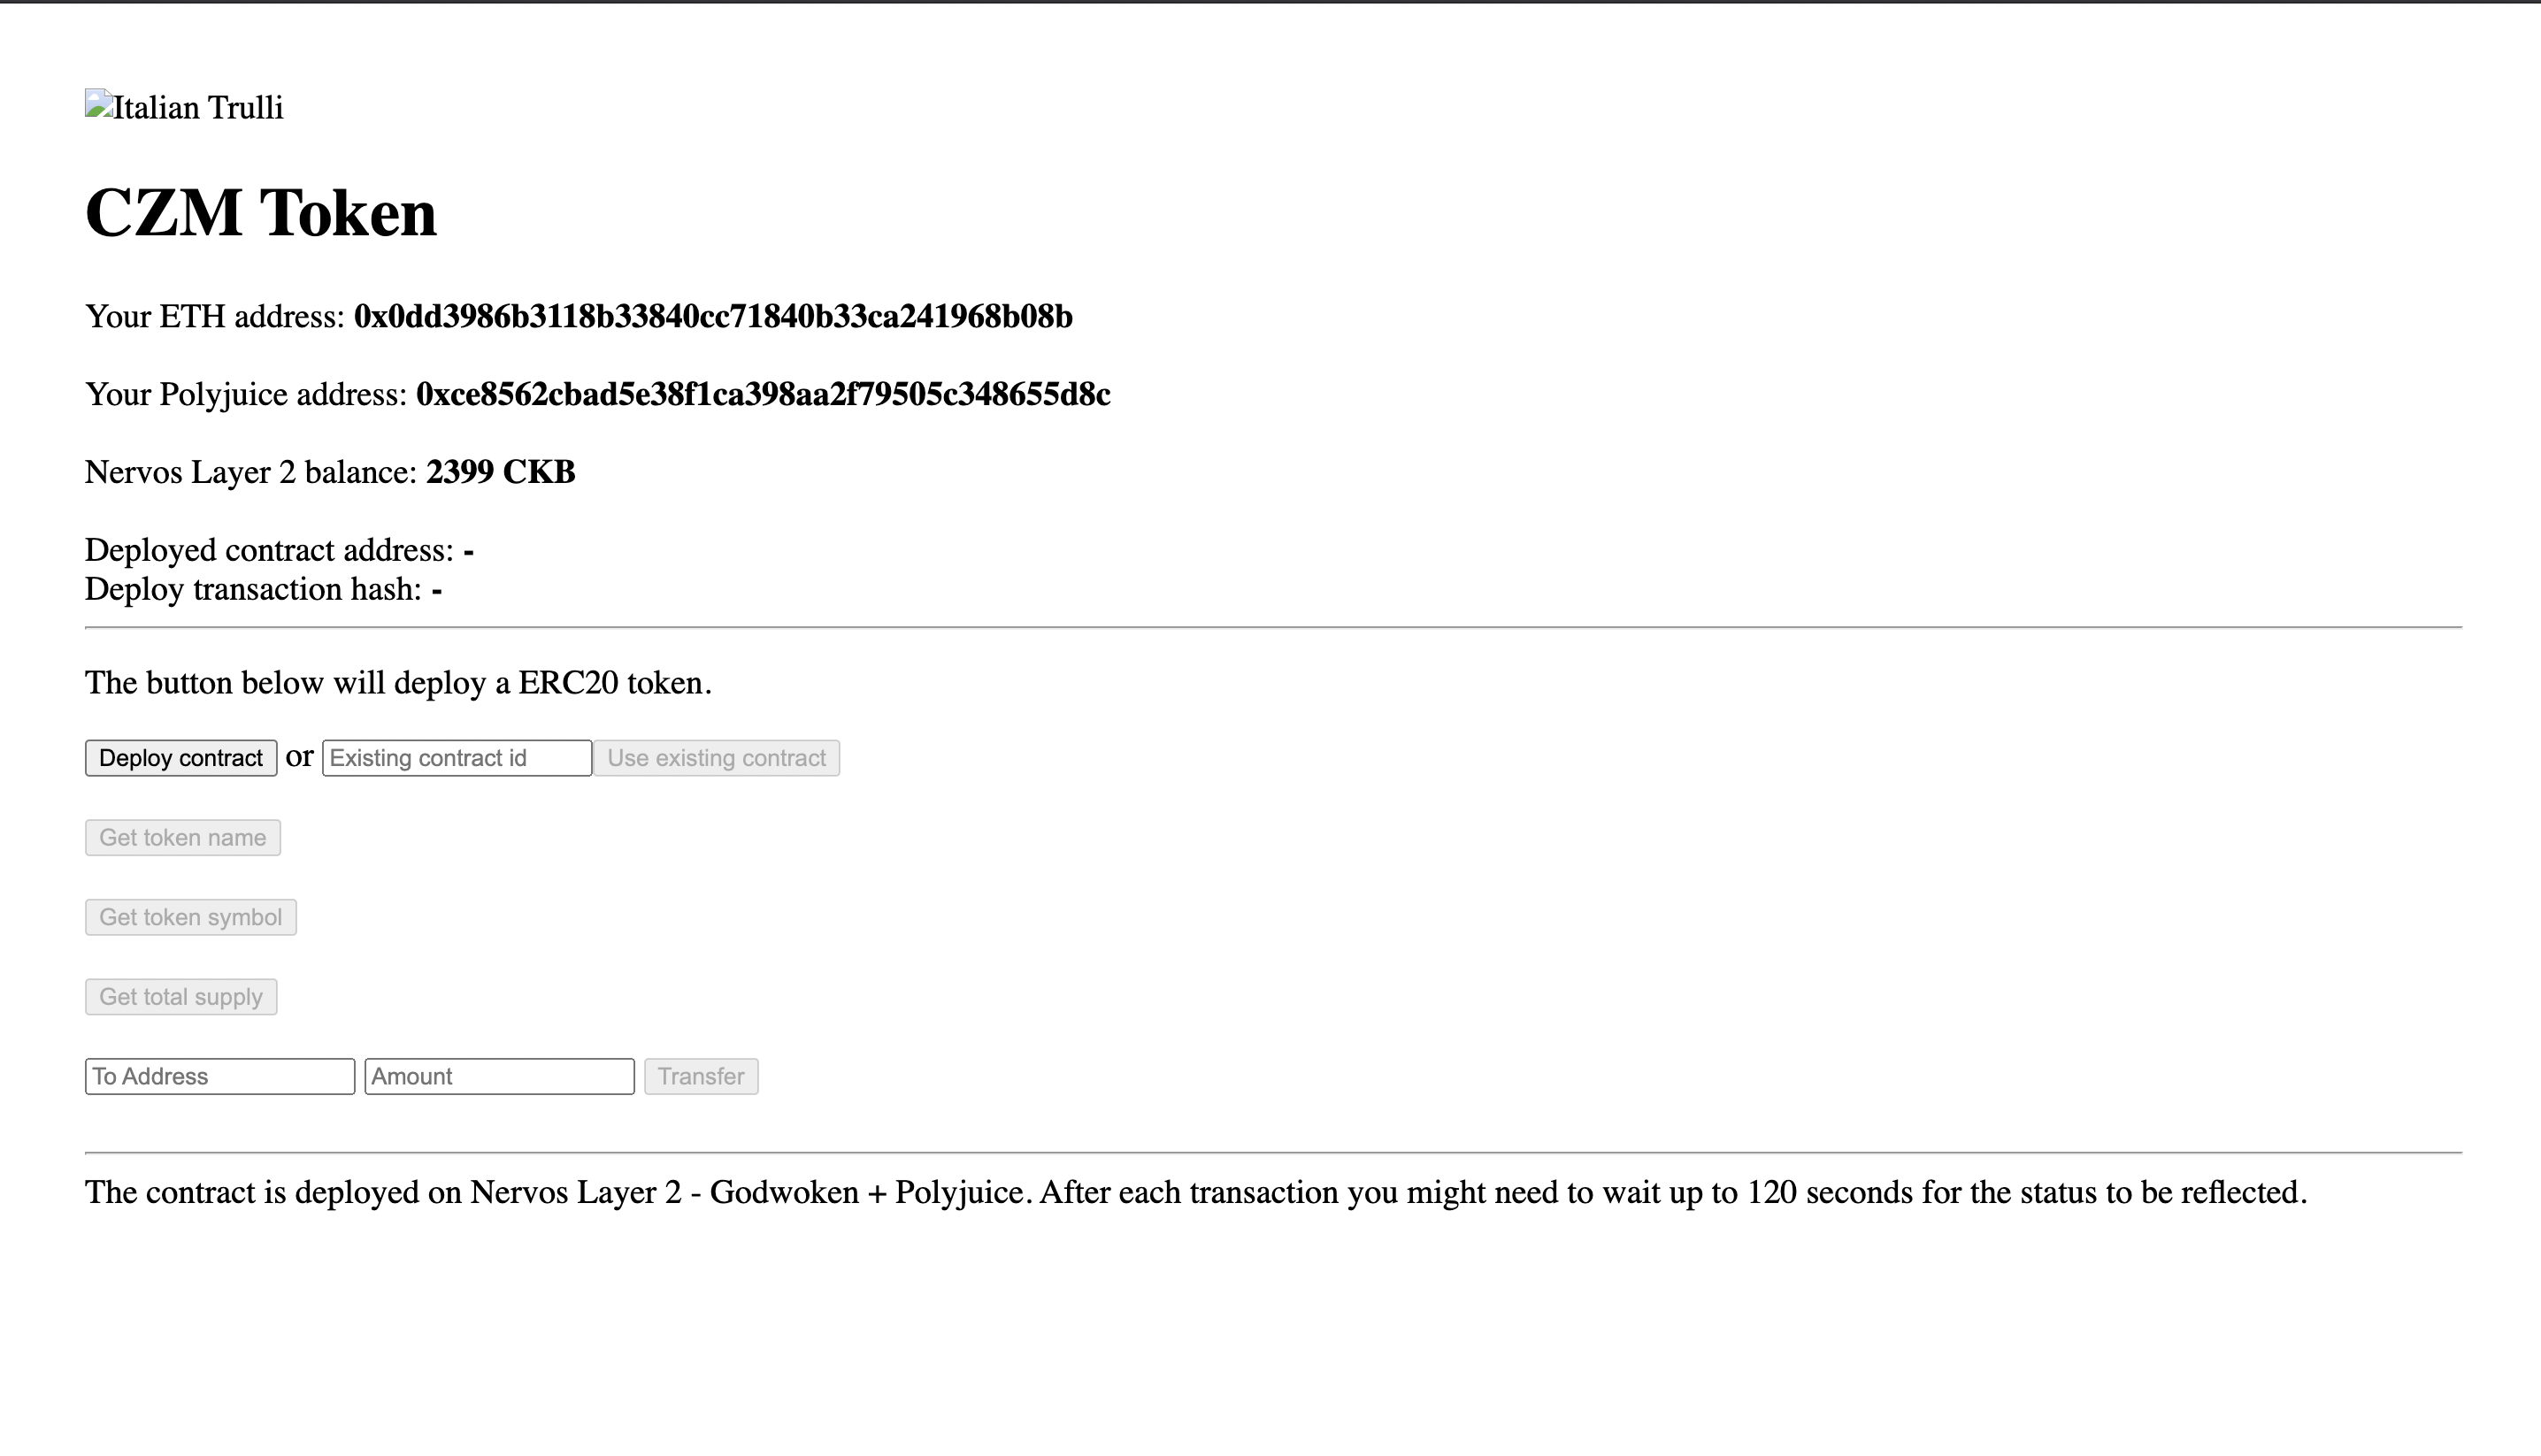 Italian Trulli
CZM Token
Your ETH address: 0x0dd3986b3118b33840cc71840b33ca241968b08b
Your Polyjuice address: 0xce8562cbad5e38f1ca398aa2f79505c348655d8c
Nervos Layer 2 balance: 2399 CKB
Deployed contract address: -
Deploy transaction hash: -
The button below will deploy a ERC20 token.
Deploy contract or Existing contract id Use existing contract
Get token name
Get token symbol
Get total supply
To Address Amount Transfer
The contract is deployed on Nervos Layer 2 - Godwoken + Polyjuice. After each transaction you might need to wait up to 120 seconds for the status to be reflected.